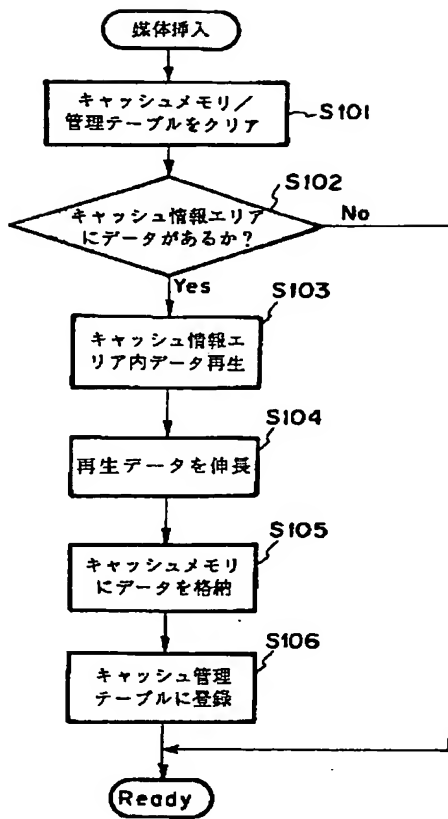 媒体挿入
キャッシュメモリ／
管理テーブルをクリア
S101
S102
キャッシュ情報エリア
にデータがあるか？
No
Yes
S103
キャッシュ情報エ
リア内データ再生
S104
再生データを伸長
S105
キャッシュメモリ
にデータを格納
S106
キャッシュ管理
テーブルに登録
Ready